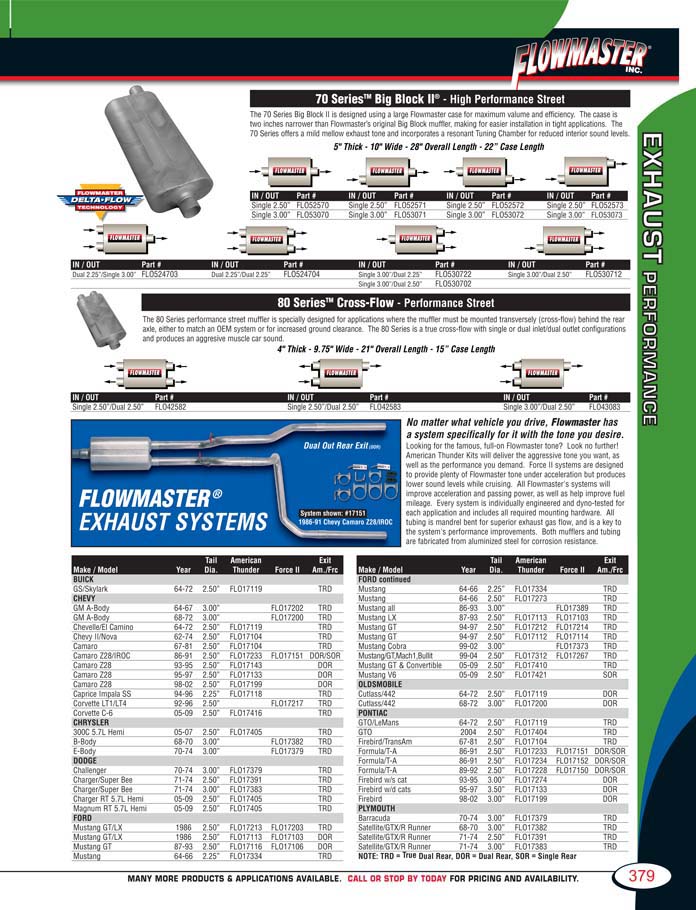 FLOWMASTER® INC.
EXHAUST PERFORMANCE
70 Series™ Big Block II® - High Performance Street
The 70 Series Big Block II is designed using a large Flowmaster case for maximum volume and efficiency. The caase is
two inches narrower than Flowmaster's original Big Block muffler, making for easier installation in tight applications. The
70 Series offers a mild mellow exhaust tone and incorporates a resonant Tuning Chamber for reduced interior sound levels.
5" Thick - 10" Wide - 28" Overall Length - 22" Case Length
FLOWMASTER DELTA-FLOW TECHNOLOGY
FLOWMASTER FLOWMASTER FLOWMASTER FLOWMASTER
IN / OUT Part # IN / OUT Part # IN / OUT Part # IN / OUT Part #
Single 2.50" FLO52570 Single 2.50" FLO52571 Single 2.50" FLO52572 Single 2.50" FLO52573
Single 3.00" FLO53070 Single 3.00" FLO53071 Single 3.00" FLO53072 Single 3.00" FLO53073
FLOWMASTER FLOWMASTER FLOWMASTER FLOWMASTER
IN / OUT Part # IN / OUT Part # IN / OUT Part # IN / OUT Part #
Dual 2.25"/Single 3.00" FLO524703 Dual 2.25"/Dual 2.25" FLO524704 Single 3.00"/Dual 2.25" FLO530722 Single 3.00"/Dual 2.50" FLO530712
Single 3.00"/Dual 2.50" FLO530702
80 Series™ Cross-Flow - Performance Street
The 80 Series performance street muffler is specially designed for applications where the muffler must be mounted transversely (cross-flow) behind the rear
axle, either to match an OEM system or for increased ground clearance. The 80 Series is a true cross-flow with single or dual inlet/dual outlet configurations
and produces an aggresive muscle car sound.
4" Thick - 9.75" Wide - 21" Overall Length - 15" Case Length
FLOWMASTER FLOWMASTER FLOWMASTER
IN / OUT Part # IN / OUT Part # IN / OUT Part #
Single 2.50"/Dual 2.50" FLO42582 Single 2.50"/Dual 2.50" FLO42583 Single 3.00"/Dual 2.50" FLO43083
Dual Out Rear Exit (DOR)
FLOWMASTER®
EXHAUST SYSTEMS
System shown: #17151
1986-91 Chevy Camaro Z28/IROC
No matter what vehicle you drive, Flowmaster has
a system specifically for it with the tone you desire.
Looking for the famous, full-on Flowmaster tone? Look no further!
American Thunder Kits will deliver the aggressive tone you want, as
well as the performance you demand. Force II systems are designed
to provide plenty of Flowmaster tone under acceleration but produces
lower sound levels while cruising. All Flowmaster's systems will
improve acceleration and passing power, as well as help improve fuel
mileage. Every system is individually engineered and dyno-tested for
each application and includes all required mounting hardware. All
tubing is mandrel bent for superior exhaust gas flow, and is a key to
the system's performance improvements. Both mufflers and tubing
are fabricated from aluminized steel for corrosion resistance.
Tail American Exit
Make / Model Year Dia. Thunder Force II Am./Frc
BUICK
GS/Skylark 64-72 2.50" FLO17119 TRD
CHEVY
GM A-Body 64-67 3.00" FLO17202 TRD
GM A-Body 68-72 3.00" FLO17200 TRD
Chevelle/El Camino 64-72 2.50" FLO17119 TRD
Chevy II/Nova 62-74 2.50" FLO17104 TRD
Camaro 67-81 2.50" FLO17104 TRD
Camaro Z28/IROC 86-91 2.50" FLO17233 FLO17151 DOR/SOR
Camaro Z28 93-95 2.50" FLO17143 DOR
Camaro Z28 95-97 2.50" FLO17133 DOR
Camaro Z28 98-02 2.50" FLO17199 DOR
Caprice Impala SS 94-96 2.25" FLO17118 TRD
Corvette LT1/LT4 92-96 2.50" FLO17217 TRD
Corvette C-6 05-09 2.50" FLO17416 TRD
CHRYSLER
300C 5.7L Hemi 05-07 2.50" FLO17405 TRD
B-Body 68-70 3.00" FLO17382 TRD
E-Body 70-74 3.00" FLO17379 TRD
DODGE
Challenger 70-74 3.00" FLO17379 TRD
Charger/Super Bee 71-74 2.50" FLO17391 TRD
Charger/Super Bee 71-74 3.00" FLO17383 TRD
Charger RT 5.7L Hemi 05-09 2.50" FLO17405 TRD
Magnum RT 5.7L Hemi 05-09 2.50" FLO17405 TRD
FORD
Mustang GT/LX 1986 2.50" FLO17213 FLO17203 TRD
Mustang GT/LX 1986 2.50" FLO17113 FLO17103 DOR
Mustang GT 87-93 2.50" FLO17116 FLO17106 DOR
Mustang 64-66 2.25" FLO17334 TRD
Tail American Exit
Make / Model Year Dia. Thunder Force II Am./Frc
FORD continued
Mustang 64-66 2.25" FLO17334 TRD
Mustang 64-66 2.50" FLO17273 TRD
Mustang all 86-93 3.00" FLO17389 TRD
Mustang LX 87-93 2.50" FLO17113 FLO17103 TRD
Mustang GT 94-97 2.50" FLO17212 FLO17214 TRD
Mustang GT 94-97 2.50" FLO17112 FLO17114 TRD
Mustang Cobra 99-02 3.00" FLO17373 TRD
Mustang/GT,Mach1,Bullit 99-04 2.50" FLO17312 FLO17267 TRD
Mustang GT & Convertible 05-09 2.50" FLO17410 TRD
Mustang V6 05-09 2.50" FLO17421 SOR
OLDSMOBILE
Cutlass/442 64-72 2.50" FLO17119 DOR
Cutlass/442 68-72 3.00" FLO17200 DOR
PONTIAC
GTO/LeMans 64-72 2.50" FLO17119 TRD
GTO 2004 2.50" FLO17404 TRD
Firebird/TransAm 67-81 2.50" FLO17104 TRD
Formula/T-A 86-91 2.50" FLO17233 FLO17151 DOR/SOR
Formula/T-A 86-91 2.50" FLO17234 FLO17152 DOR/SOR
Formula/T-A 89-92 2.50" FLO17228 FLO17150 DOR/SOR
Firebird w/s cat 93-95 3.00" FLO17274 DOR
Firebird w/d cats 95-97 3.50" FLO17133 DOR
Firebird 98-02 3.00" FLO17199 DOR
PLYMOUTH
Barracuda 70-74 3.00" FLO17379 TRD
Satellite/GTX/R Runner 68-70 3.00" FLO17382 TRD
Satellite/GTX/R Runner 71-74 2.50" FLO17391 TRD
Satellite/GTX/R Runner 71-74 3.00" FLO17383 TRD
NOTE: TRD = True Dual Rear, DOR = Dual Rear, SOR = Single Rear
MANY MORE PRODUCTS & APPLICATIONS AVAILABLE. CALL OR STOP BY TODAY FOR PRICING AND AVAILABILITY.
379